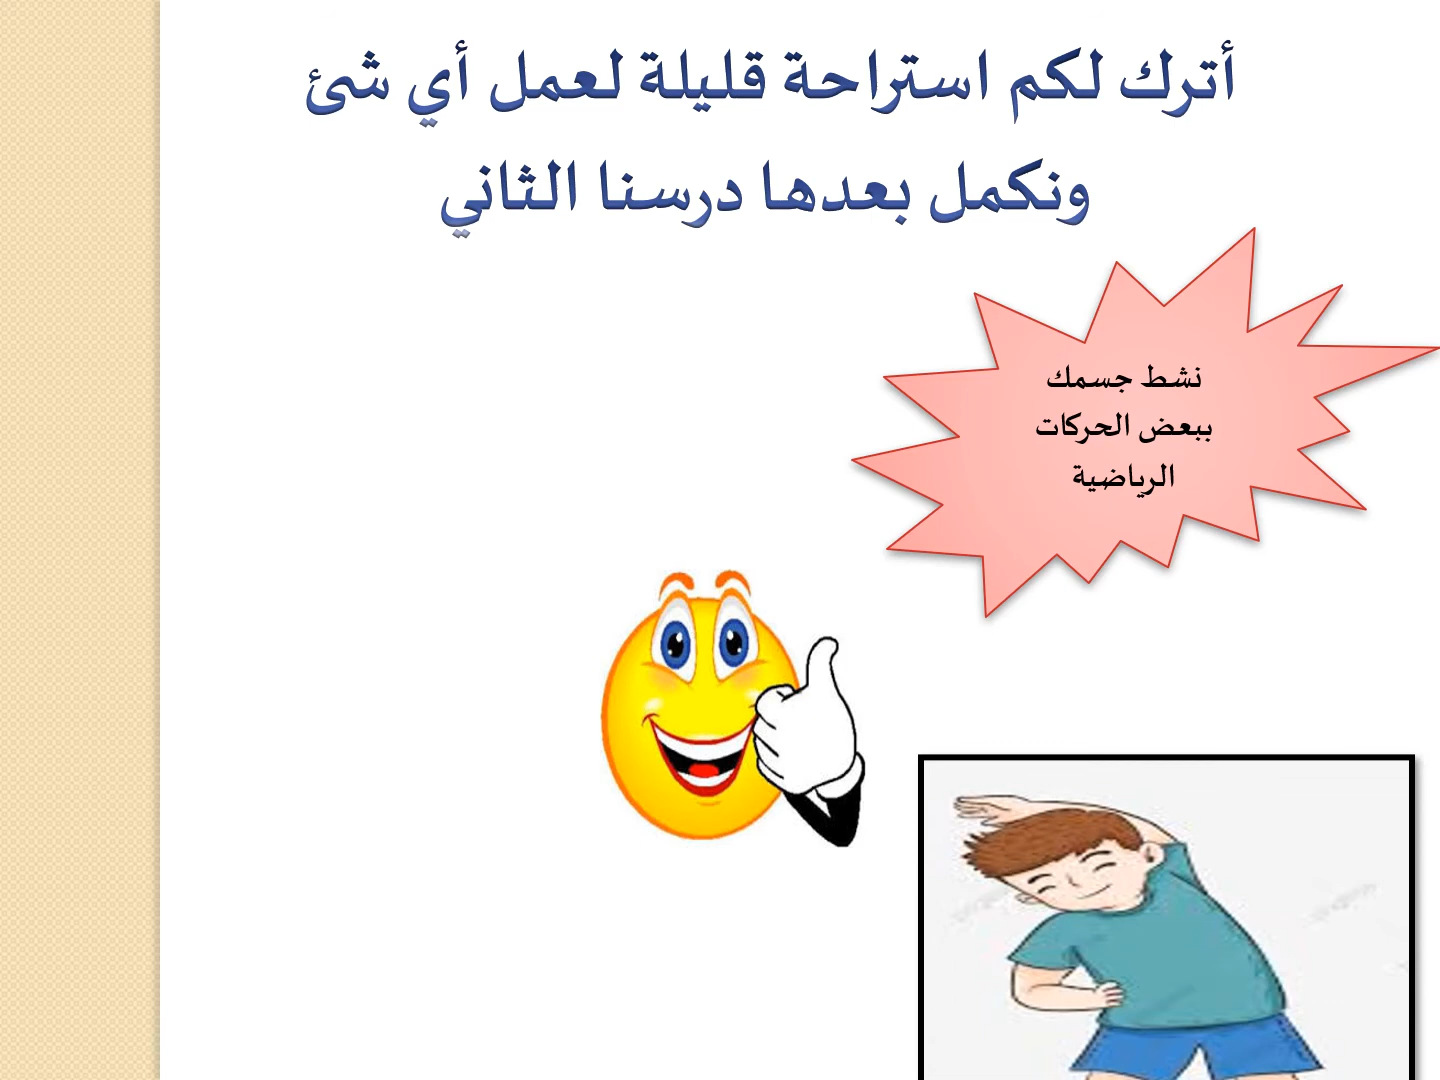 أترك لكم استراحة قليلة لعمل أي شئ
ونكمل بعدها درسنا الثاني
نشط جسمك
ببعض الحركات
الرياضية